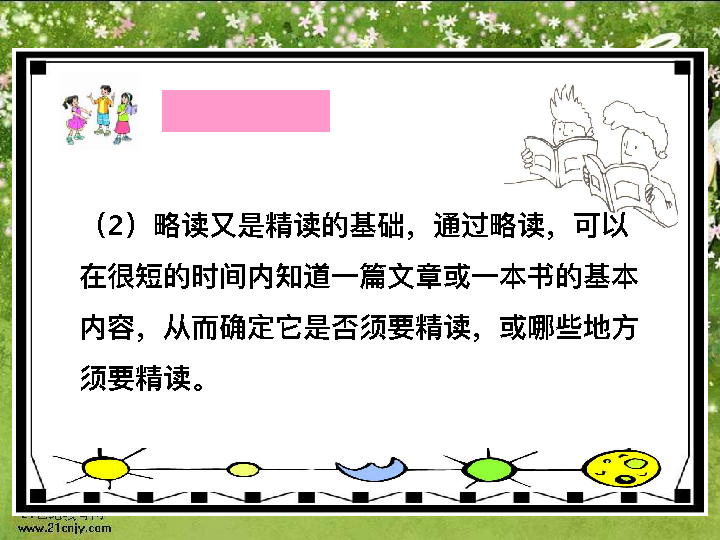 （2）略读又是精读的基础，通过略读，可以
在很短的时间内知道一篇文章或一本书的基本
内容，从而确定它是否须要精读，或哪些地方
须要精读。
www.21cnjy.com